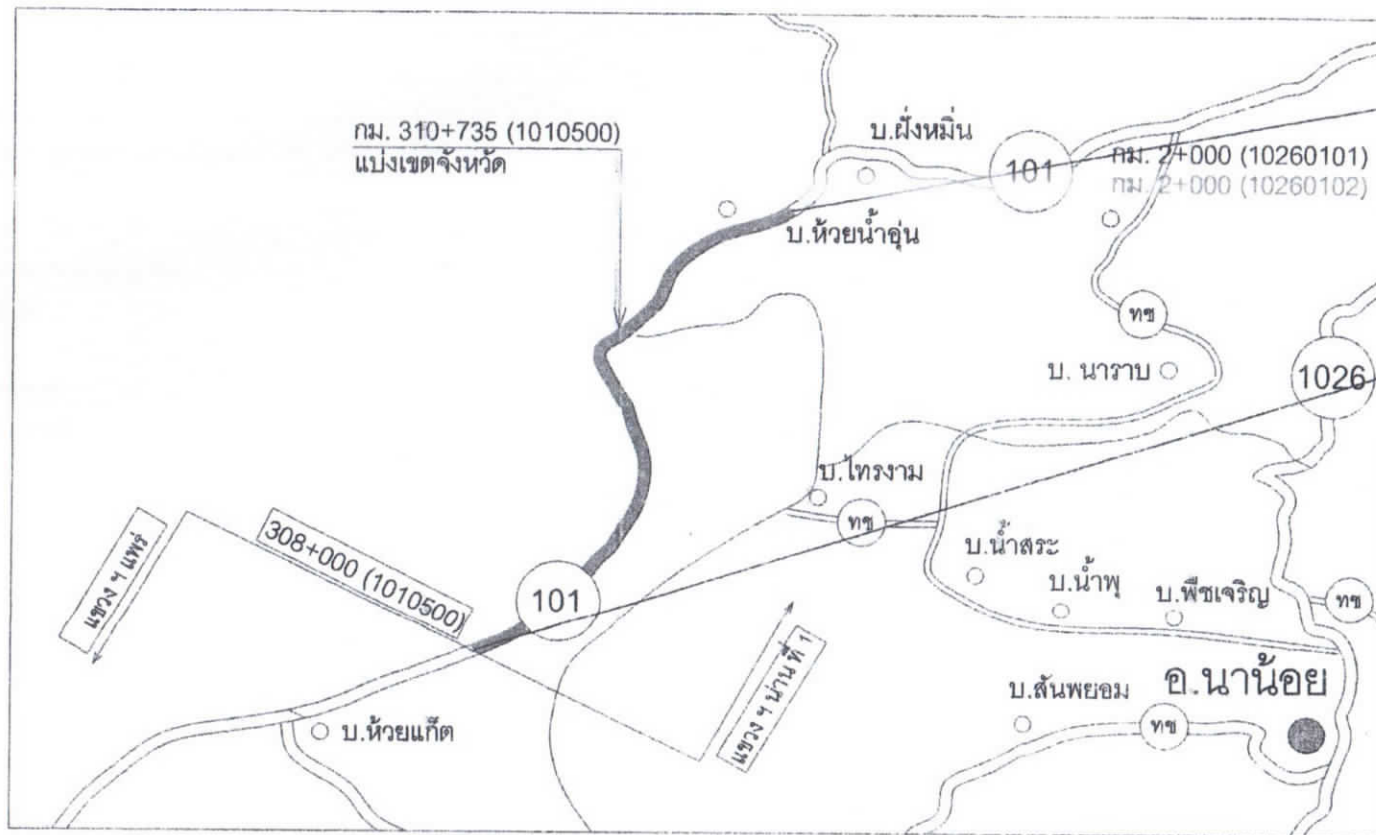 กม. 310+735 (1010500)
แบ่งเขตจังหวัด
บ.ฝั่งหมิ่น
101
กม. 2+000 (10260101)
กม. 2+000 (10260102)
บ.ห้วยน้ำอุ่น
ทช
บ. นาราบ
1026
บ.ไทรงาม
ทช
แขวง ฯ แพร่
308+000 (1010500)
101
บ.น้ำสระ
บ.น้ำพุ
บ.พืชเจริญ
ทช
แขวง ฯ น่าน ที่ 1
บ.สันพยอม
อ.นาน้อย
ทช
บ.ห้วยแก็ต